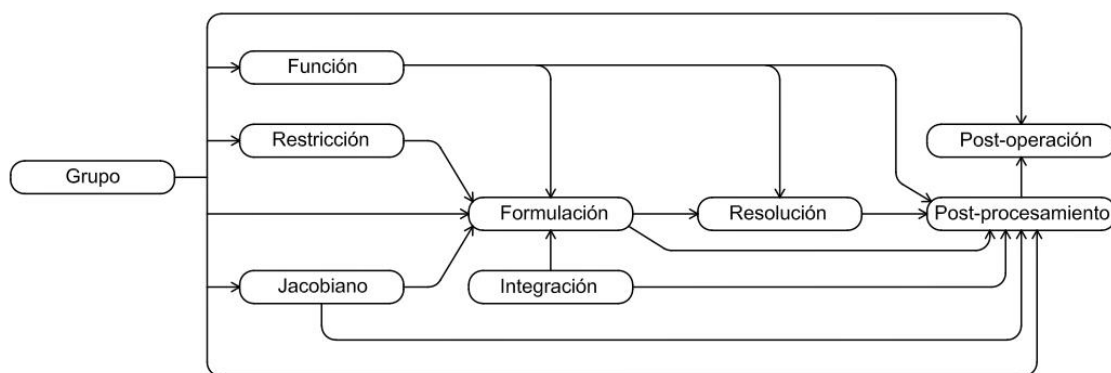 Función
Restricción
Post-operación
Grupo
Formulación
Resolución
Post-procesamiento
Jacobiano
Integración